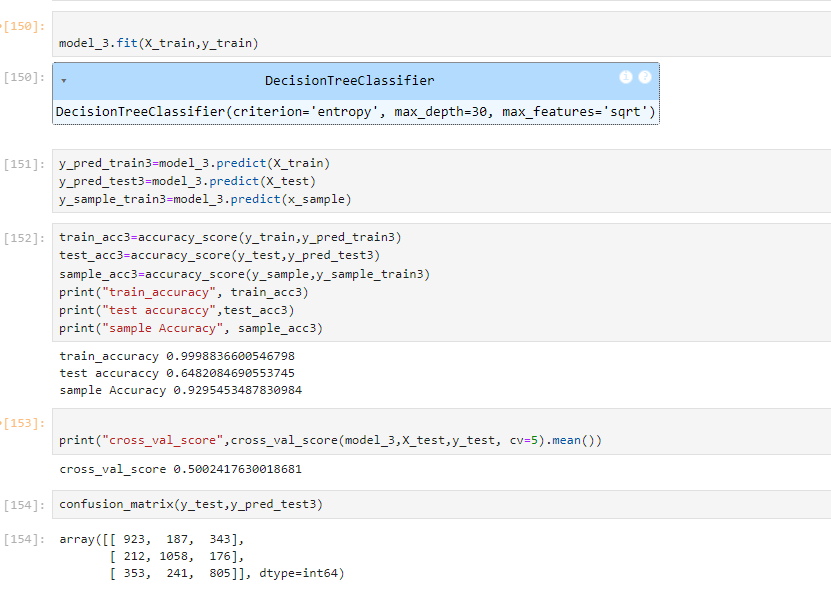 [150]:
model_3.fit(X_train,y_train)
[150]:
DecisionTreeClassifier
DecisionTreeClassifier(criterion='entropy', max_depth=30, max_features='sqrt')
[151]:
y_pred_train3=model_3.predict(X_train)
y_pred_test3=model_3.predict(X_test)
y_sample_train3=model_3.predict(x_sample)
[152]:
train_acc3=accuracy_score(y_train,y_pred_train3)
test_acc3=accuracy_score(y_test,y_pred_test3)
sample_acc3=accuracy_score(y_sample,y_sample_train3)
print("train_accuracy", train_acc3)
print("test accuraccy",test_acc3)
print("sample Accuracy", sample_acc3)
train_accuracy 0.9998836600546798
test accuraccy 0.6482084690553745
sample Accuracy 0.9295453487830984
[153]:
print("cross_val_score",cross_val_score(model_3,X_test,y_test, cv=5).mean())
cross_val_score 0.5002417630018681
[154]:
confusion_matrix(y_test,y_pred_test3)
[154]:
array([[ 923, 187, 343],
[ 212, 1058, 176],
[ 353, 241, 805]], dtype=int64)